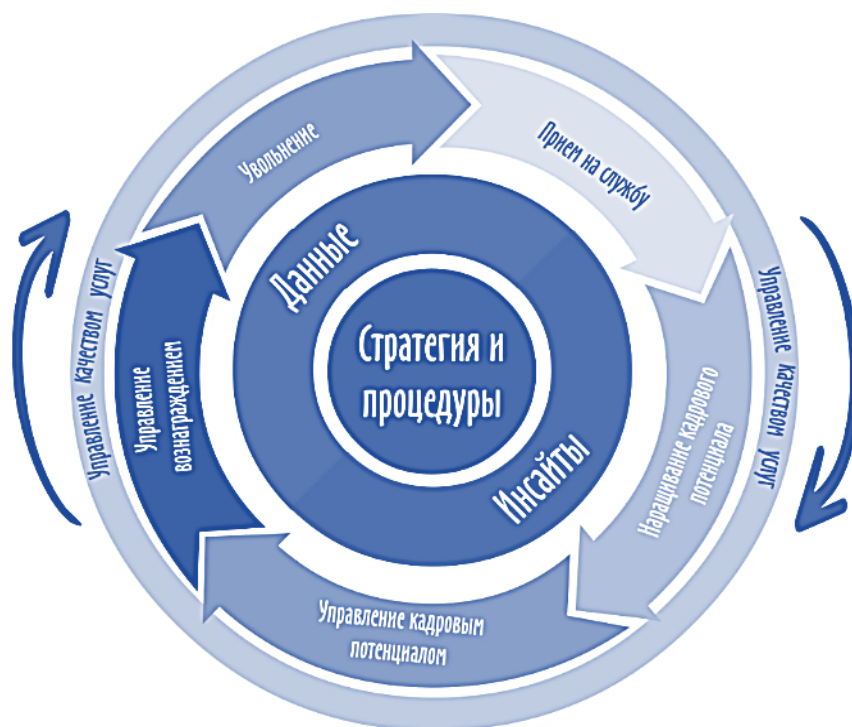 Увольнение
Прием на службу
Данные
Стратегия и
процедуры
Инсайты
Управление качеством услуг
Управление
вознаграждением
Управление качеством услуг
Наращивание кадрового
потенциала
Управление кадровым
потенциалом